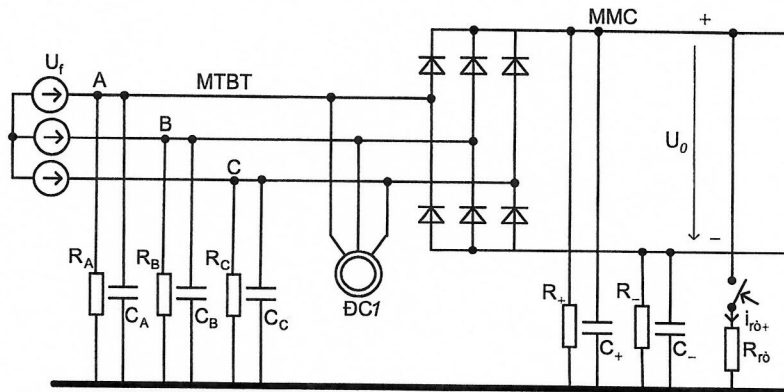 MMC +
U_f A
MTBT
B
U_0
C
−
R_A R_B R_C
C_A C_B C_C
ĐC1
R_+ R_−
C_+ C_−
i_rò+
R_rò